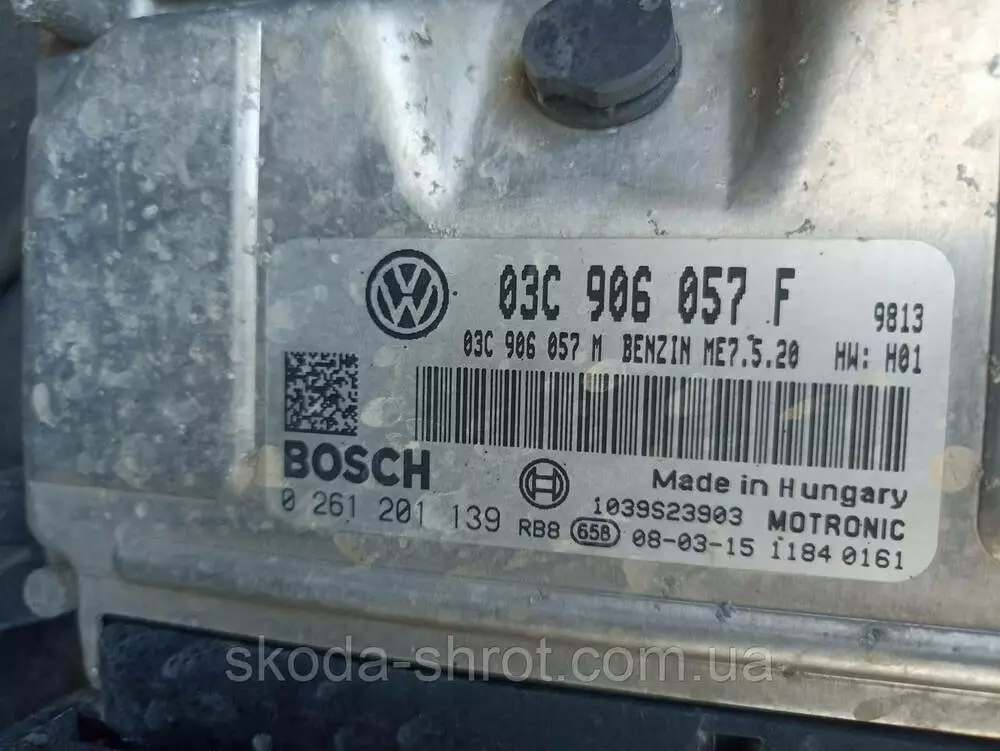 03C 906 057 F 9813
03C 906 057 M BENZIN ME7.5.20 HW: H01
BOSCH
Made in Hungary
0 261 201 139
1039S23903 MOTRONIC
RB8 658 08-03-15 1184 0161
skoda-shrot.com.ua